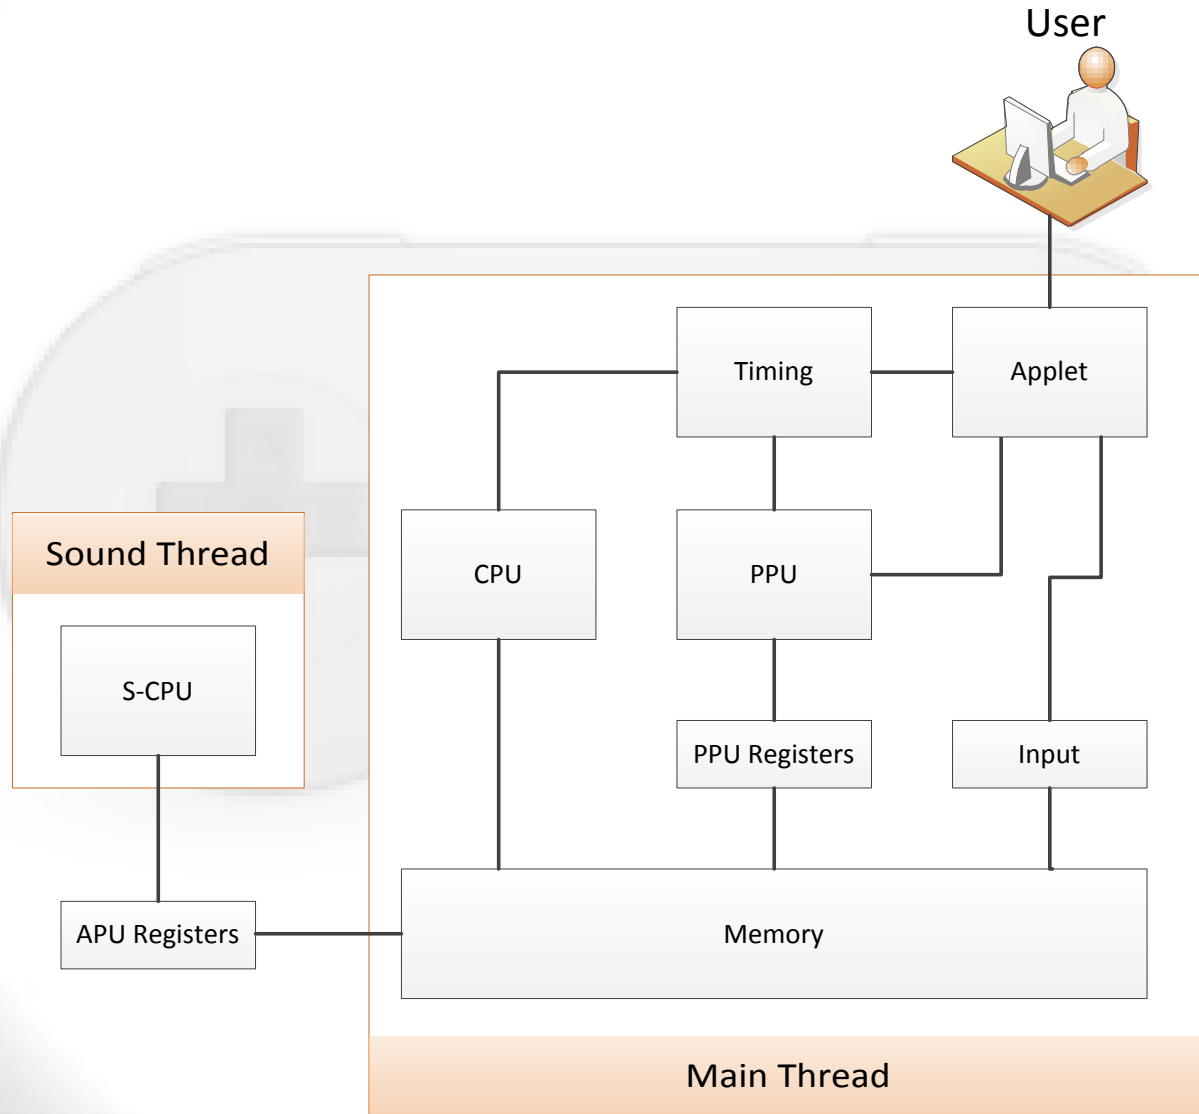 User
Timing
Applet
Sound Thread
CPU
PPU
S-CPU
PPU Registers
Input
APU Registers
Memory
Main Thread